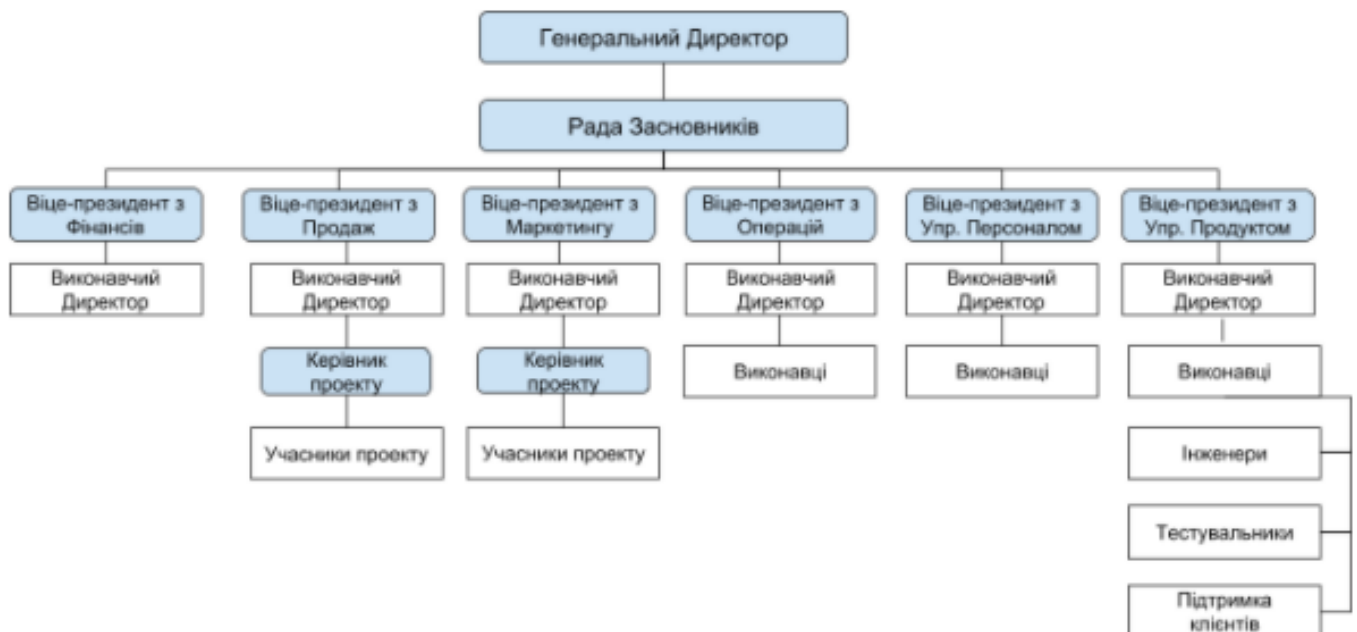 Генеральний Директор
Рада Засновників
Віце-президент з
Фінансів
Віце-президент з
Продаж
Віце-президент з
Маркетингу
Віце-президент з
Операцій
Віце-президент з
Упр. Персоналом
Віце-президент з
Упр. Продуктом
Виконавчий
Директор
Виконавчий
Директор
Виконавчий
Директор
Виконавчий
Директор
Виконавчий
Директор
Виконавчий
Директор
Керівник
проекту
Керівник
проекту
Виконавці
Виконавці
Виконавці
Учасники проекту
Учасники проекту
Інженери
Тестувальники
Підтримка
клієнтів